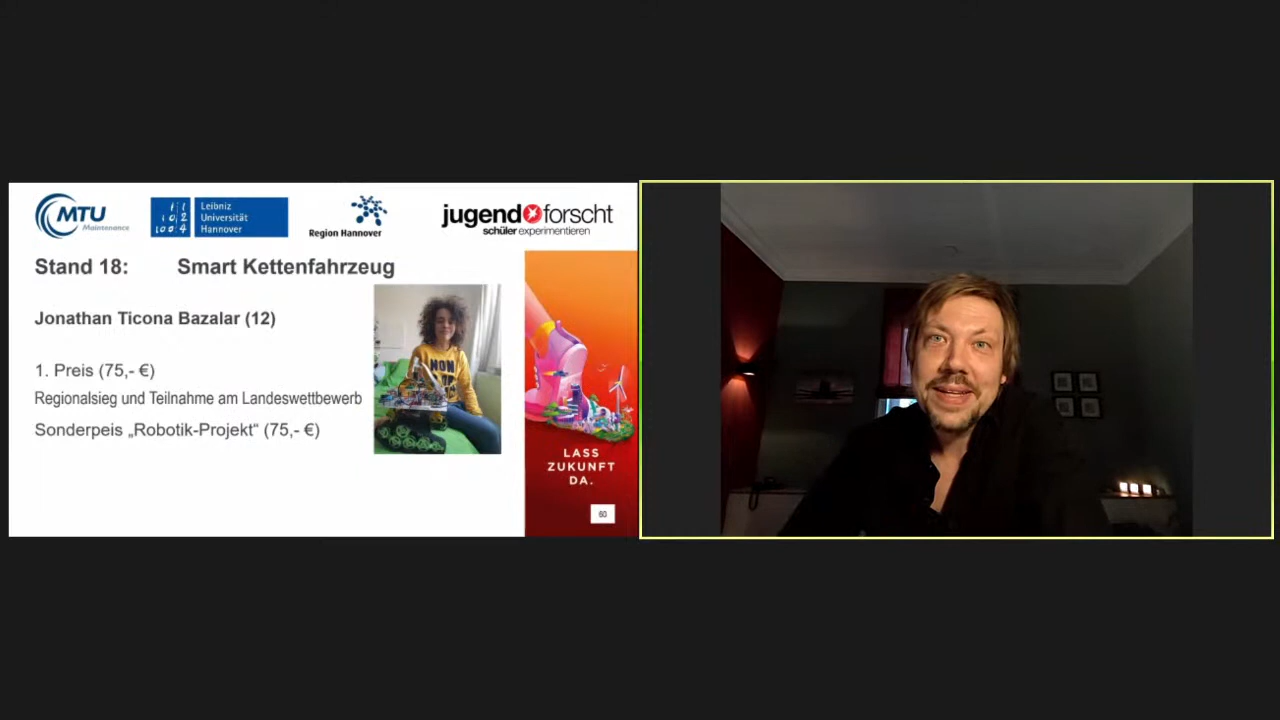 MTU
Maintenance
Leibniz
Universität
Hannover
Region Hannover
jugend forscht
schüler experimentieren
Stand 18: Smart Kettenfahrzeug
Jonathan Ticona Bazalar (12)
1. Preis (75,- €)
Regionalsieg und Teilnahme am Landeswettbewerb
Sonderpeis „Robotik-Projekt“ (75,- €)
LASS
ZUKUNFT
DA.
60